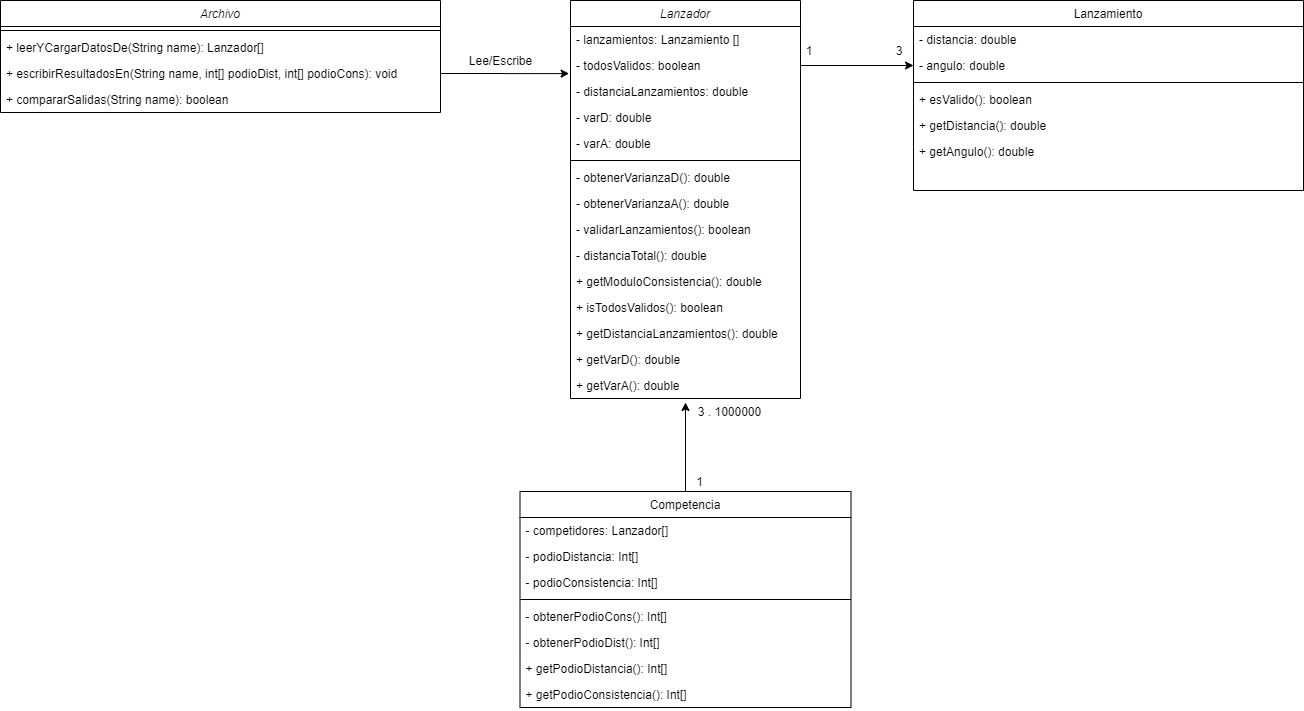 Archivo
+ leerYCargarDatosDe(String name): Lanzador[]
+ escribirResultadosEn(String name, int[] podioDist, int[] podioCons): void
+ compararSalidas(String name): boolean
Lee/Escribe
Lanzador
- lanzamientos: Lanzamiento []
- todosValidos: boolean
- distanciaLanzamientos: double
- varD: double
- varA: double
- obtenerVarianzaD(): double
- obtenerVarianzaA(): double
- validarLanzamientos(): boolean
- distanciaTotal(): double
+ getModuloConsistencia(): double
+ isTodosValidos(): boolean
+ getDistanciaLanzamientos(): double
+ getVarD(): double
+ getVarA(): double
1
3
Lanzamiento
- distancia: double
- angulo: double
+ esValido(): boolean
+ getDistancia(): double
+ getAngulo(): double
3 . 1000000
1
Competencia
- competidores: Lanzador[]
- podioDistancia: Int[]
- podioConsistencia: Int[]
- obtenerPodioCons(): Int[]
- obtenerPodioDist(): Int[]
+ getPodioDistancia(): Int[]
+ getPodioConsistencia(): Int[]